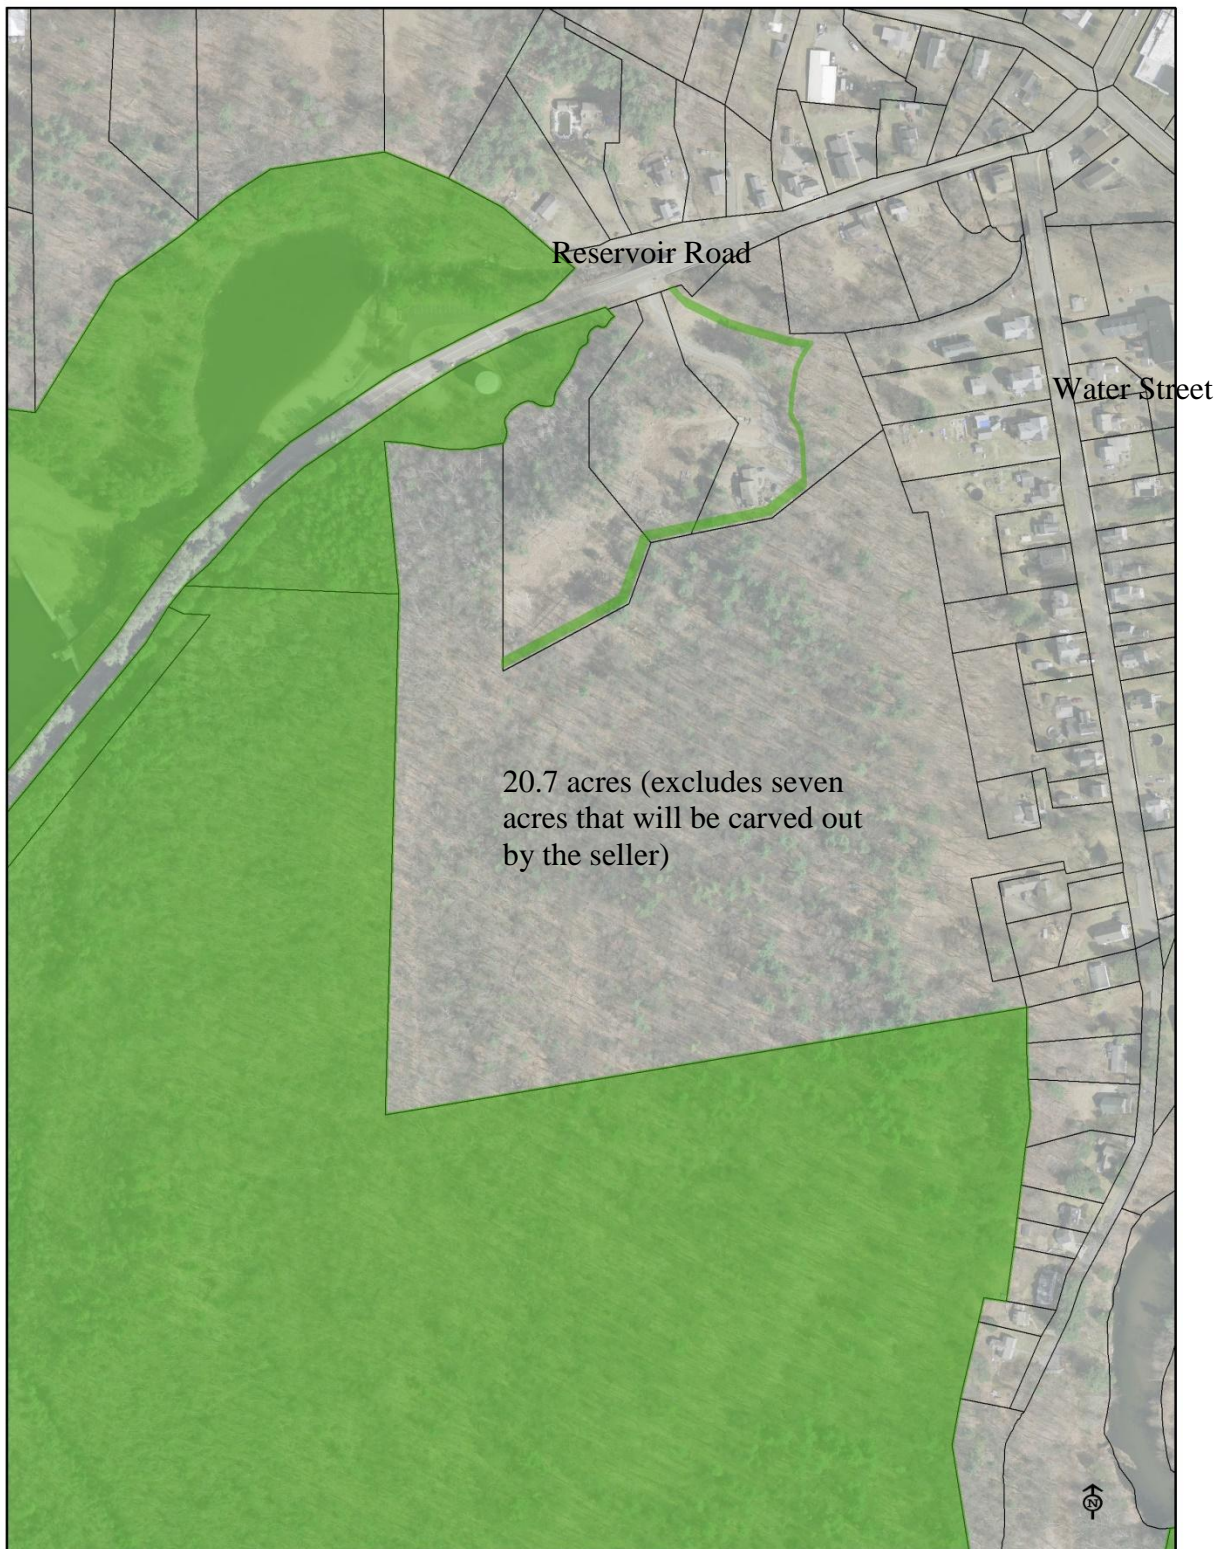 Reservoir Road
Water Street
20.7 acres (excludes seven
acres that will be carved out
by the seller)
N